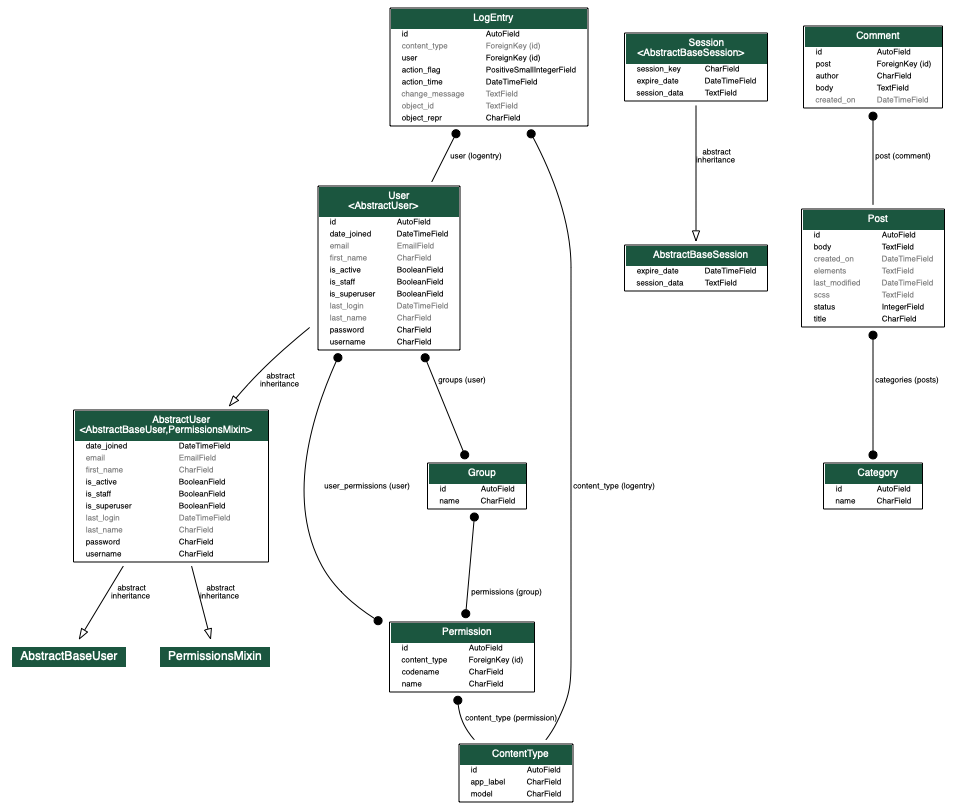 LogEntry
id AutoField
content_type ForeignKey (id)
user ForeignKey (id)
action_flag PositiveSmallIntegerField
action_time DateTimeField
change_message TextField
object_id TextField
object_repr CharField
Session
<AbstractBaseSession>
session_key CharField
expire_date DateTimeField
session_data TextField
Comment
id AutoField
post ForeignKey (id)
author CharField
body TextField
created_on DateTimeField
user (logentry)
abstract
inheritance
post (comment)
User
<AbstractUser>
id AutoField
date_joined DateTimeField
email EmailField
first_name CharField
is_active BooleanField
is_staff BooleanField
is_superuser BooleanField
last_login DateTimeField
last_name CharField
password CharField
username CharField
AbstractBaseSession
expire_date DateTimeField
session_data TextField
Post
id AutoField
body TextField
created_on DateTimeField
elements TextField
last_modified DateTimeField
scss TextField
status IntegerField
title CharField
abstract
inheritance
groups (user)
categories (posts)
AbstractUser
<AbstractBaseUser,PermissionsMixin>
date_joined DateTimeField
email EmailField
first_name CharField
is_active BooleanField
is_staff BooleanField
is_superuser BooleanField
last_login DateTimeField
last_name CharField
password CharField
username CharField
user_permissions (user)
Group
id AutoField
name CharField
content_type (logentry)
Category
id AutoField
name CharField
abstract
inheritance
abstract
inheritance
permissions (group)
AbstractBaseUser
PermissionsMixin
Permission
id AutoField
content_type ForeignKey (id)
codename CharField
name CharField
content_type (permission)
ContentType
id AutoField
app_label CharField
model CharField